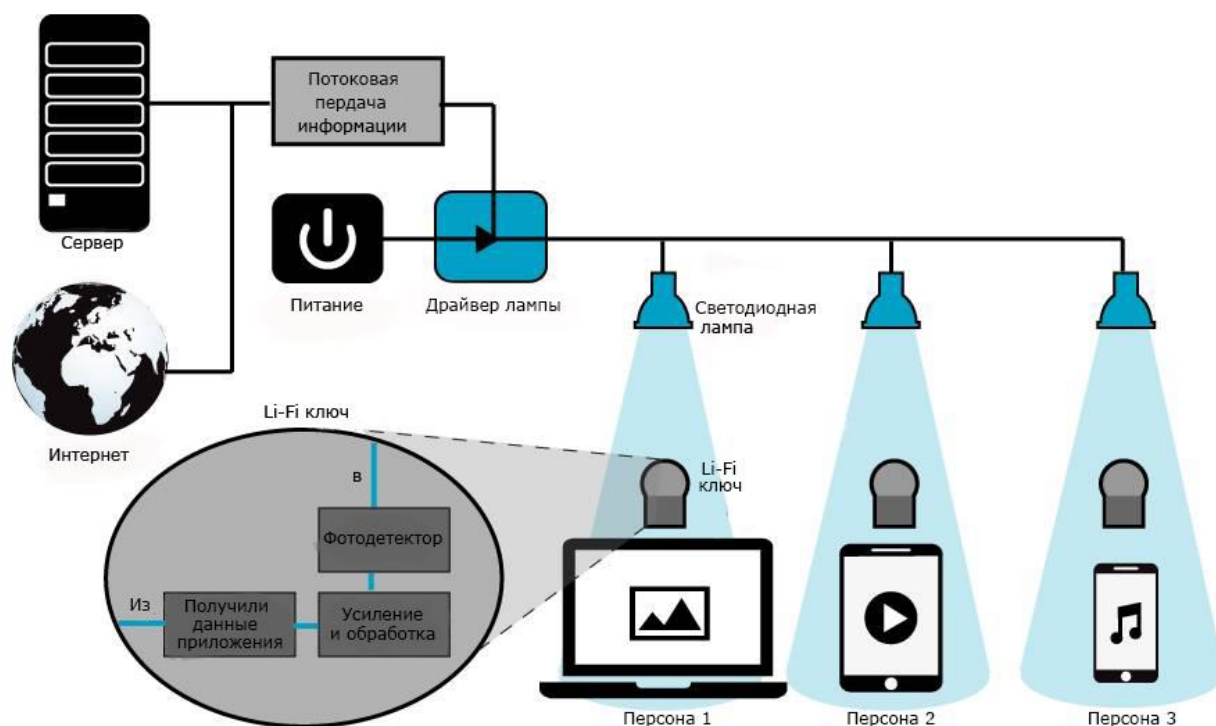 Потоковая
пердача
информации
Сервер
Питание
Драйвер лампы
Светодиодная
лампа
Интернет
Li-Fi ключ
Li-Fi
ключ
в
Фотодетектор
Из
Получили
данные
приложения
Усиление
и обработка
Персона 1
Персона 2
Персона 3